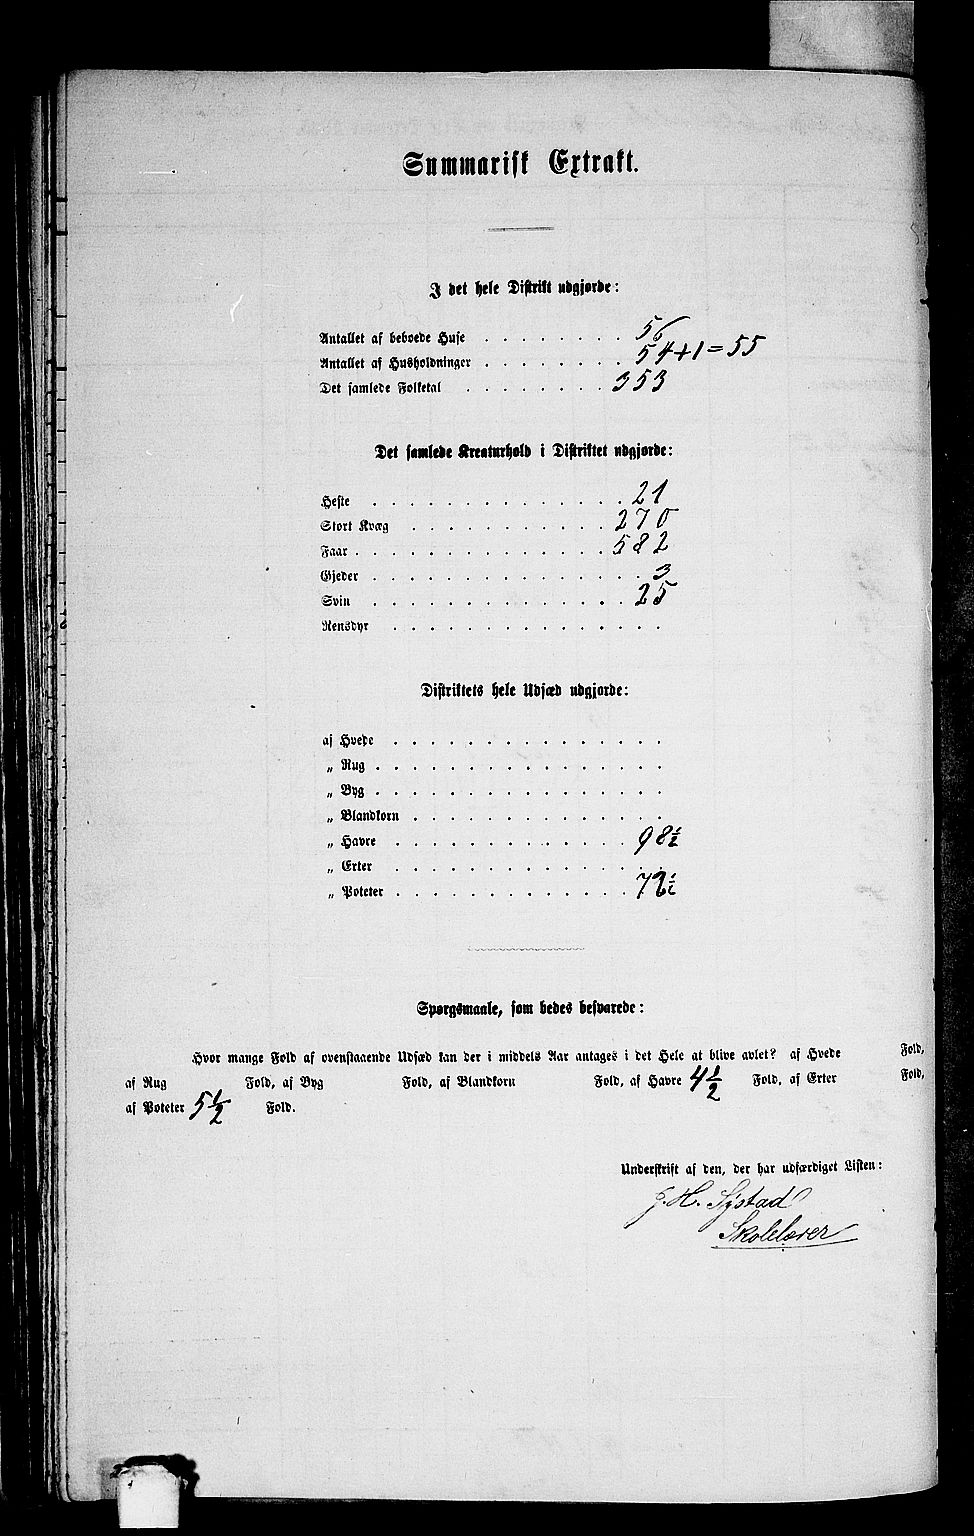 Summarisk Extrakt.
I det hele Distrikt udgjorde:
Antallet af beboede Huse . . . . . . . . . 56
Antallet af Husholdninger . . . . . . . . 54+1=55
Det samlede Folketal . . . . . . . . 353
Det samlede Kreaturhold i Distriktet udgjorde:
Heste . . . . . . . . . . . . . . 21
Stort Kvæg . . . . . . . . . . . 270
Faar . . . . . . . . . . . . . . 582
Gjeder . . . . . . . . . . . . . . . 3
Svin . . . . . . . . . . . . . . 25
Rensdyr . . . . . . . . . . . . . . .
Distriktets hele Udsæd udgjorde:
af Hvede . . . . . . . . . . . . . . .
„ Rug . . . . . . . . . . . . . . . .
„ Byg . . . . . . . . . . . . . . . .
„ Blandkorn . . . . . . . . . . . . . .
„ Havre . . . . . . . . . . . . . 98½
„ Erter . . . . . . . . . . . . . . .
„ Poteter . . . . . . . . . . . . . 72½
Spørgsmaale, som bedes besvarede:
Hvor mange Fold af ovenstaaende Udsæd kan der i middels Aar antages i det Hele at blive avlet? af Hvede Fold,
af Rug Fold, af Byg Fold, af Blandkorn Fold, af Havre 4½ Fold, af Erter Fold,
af Poteter 5½ Fold.
Underskrift af den, der har udfærdiget Listen:
J. H. Systad
Skolelærer